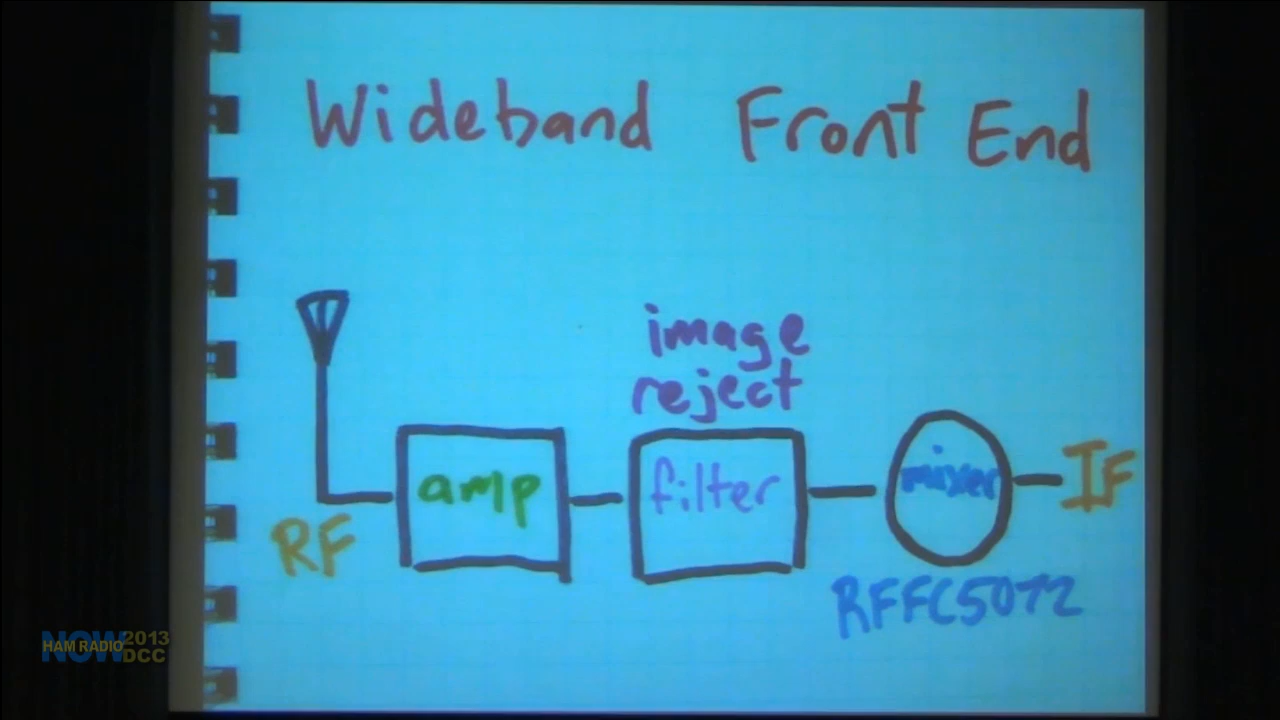 Wideband Front End
image
reject
amp
filter
mixer
IF
RF
RFFC5072
NOW 2013
HAM RADIO
DCC